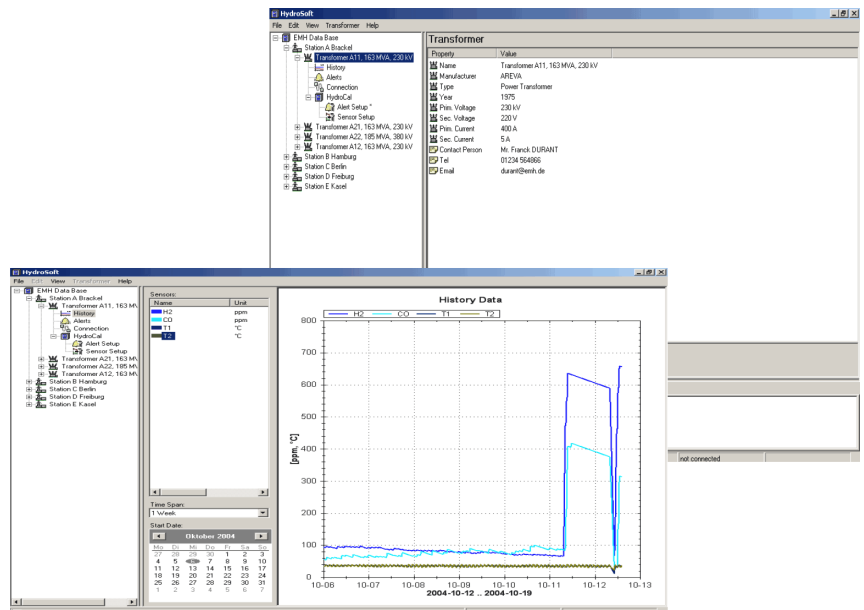 HydroSoft
File Edit View Transformer Help
EMH Data Base
Station A Brackel
Transformer A11, 163 MVA, 230 kV
History
Alerts
Connection
HydroCal
Alert Setup *
Sensor Setup
Transformer A21, 163 MVA, 230 kV
Transformer A22, 185 MVA, 380 kV
Transformer A12, 163 MVA, 230 kV
Station B Hamburg
Station C Berlin
Station D Freiburg
Station E Kasel
Transformer
Property Value
Name Transformer A11, 163 MVA, 230 kV
Manufacturer AREVA
Type Power Transformer
Year 1975
Prim. Voltage 230 kV
Sec. Voltage 220 V
Prim. Current 400 A
Sec. Current 5 A
Contact Person Mr. Franck DURANT
Tel 01234 564866
Email durant@emh.de
not connected
HydroSoft
File Edit View Transformer Help
EMH Data Base
Station A Brackel
Transformer A11, 163 M
History
Alerts
Connection
HydroCal
Alert Setup
Sensor Setup
Transformer A21, 163 M
Transformer A22, 185 M
Transformer A12, 163 M
Station B Hamburg
Station C Berlin
Station D Freiburg
Station E Kasel
Sensors:
Name Unit
H2 ppm
CO ppm
T1 °C
T2 °C
Time Span:
1 Week
Start Date:
Oktober 2004
Mo Di Mi Do Fr Sa So
27 28 29 30 1 2 3
4 5 6 7 8 9 10
11 12 13 14 15 16 17
18 19 20 21 22 23 24
25 26 27 28 29 30 31
1 2 3 4 5 6 7
History Data
H2 CO T1 T2
800
700
600
500
400
300
200
100
0
[ppm, °C]
10-06 10-07 10-08 10-09 10-10 10-11 10-12 10-13
2004-10-12 .. 2004-10-19